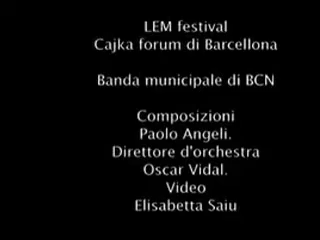 LEM festival
Cajka forum di Barcellona
Banda municipale di BCN
Composizioni
Paolo Angeli.
Direttore d'orchestra
Oscar Vidal.
Video
Elisabetta Saiu